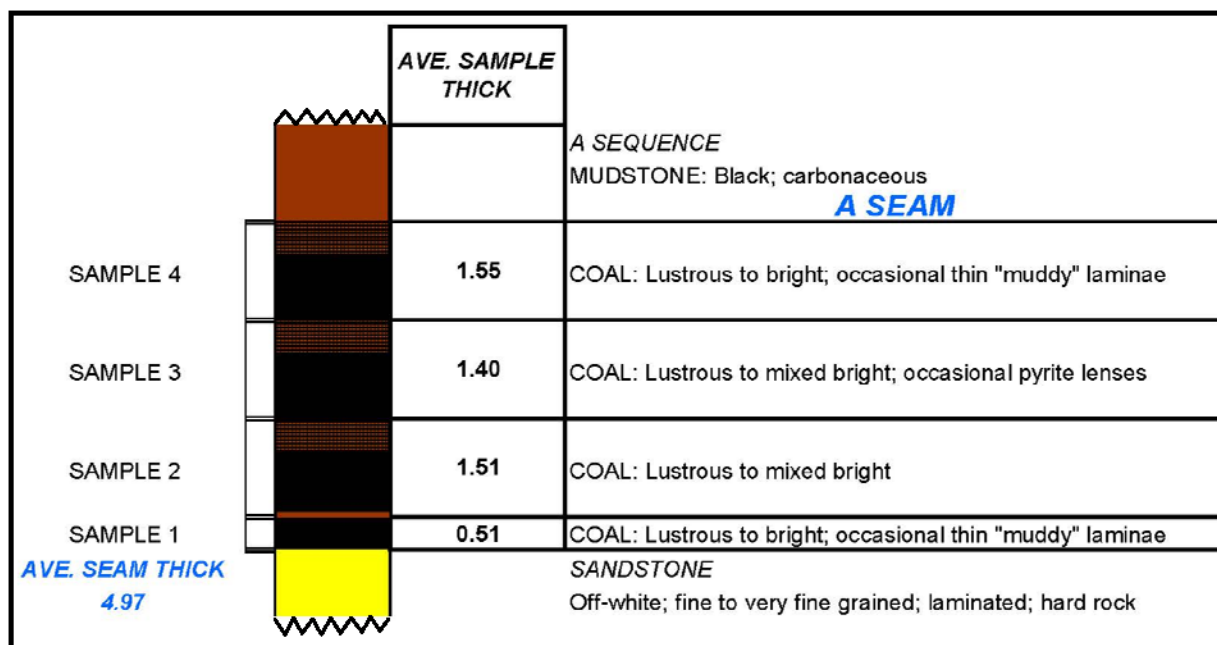 AVE. SAMPLE
THICK
A SEQUENCE
MUDSTONE: Black; carbonaceous
A SEAM
SAMPLE 4
1.55
COAL: Lustrous to bright; occasional thin "muddy" laminae
SAMPLE 3
1.40
COAL: Lustrous to mixed bright; occasional pyrite lenses
SAMPLE 2
1.51
COAL: Lustrous to mixed bright
SAMPLE 1
0.51
COAL: Lustrous to bright; occasional thin "muddy" laminae
AVE. SEAM THICK
4.97
SANDSTONE
Off-white; fine to very fine grained; laminated; hard rock